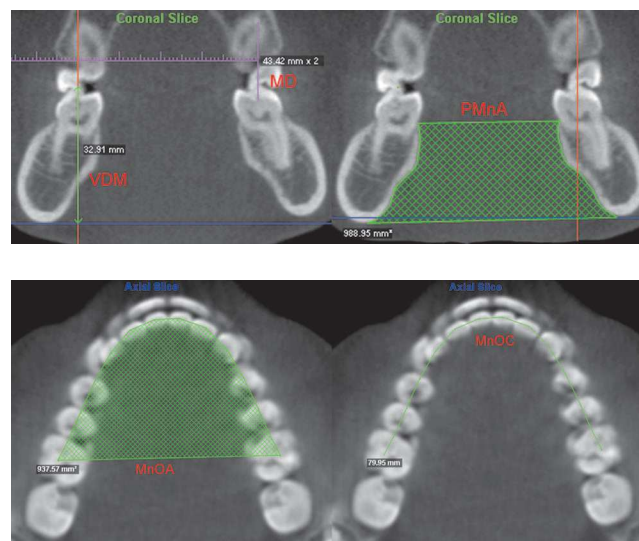 Coronal Slice
43.42 mm x 2
MD
32.91 mm
VDM
Coronal Slice
PMnA
988.95 mm²
Axial Slice
937.57 mm²
MnOA
Axial Slice
MnOC
79.95 mm